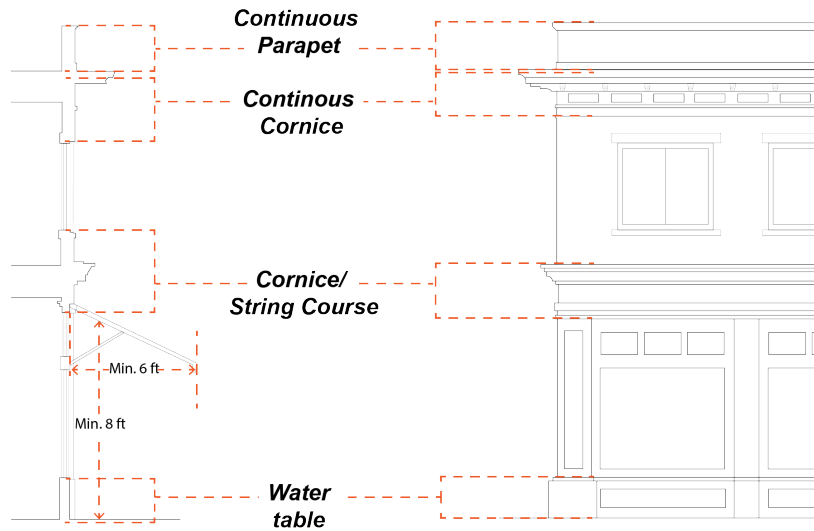 Continuous
Parapet
Continous
Cornice
Cornice/
String Course
Min. 6 ft
Min. 8 ft
Water
table